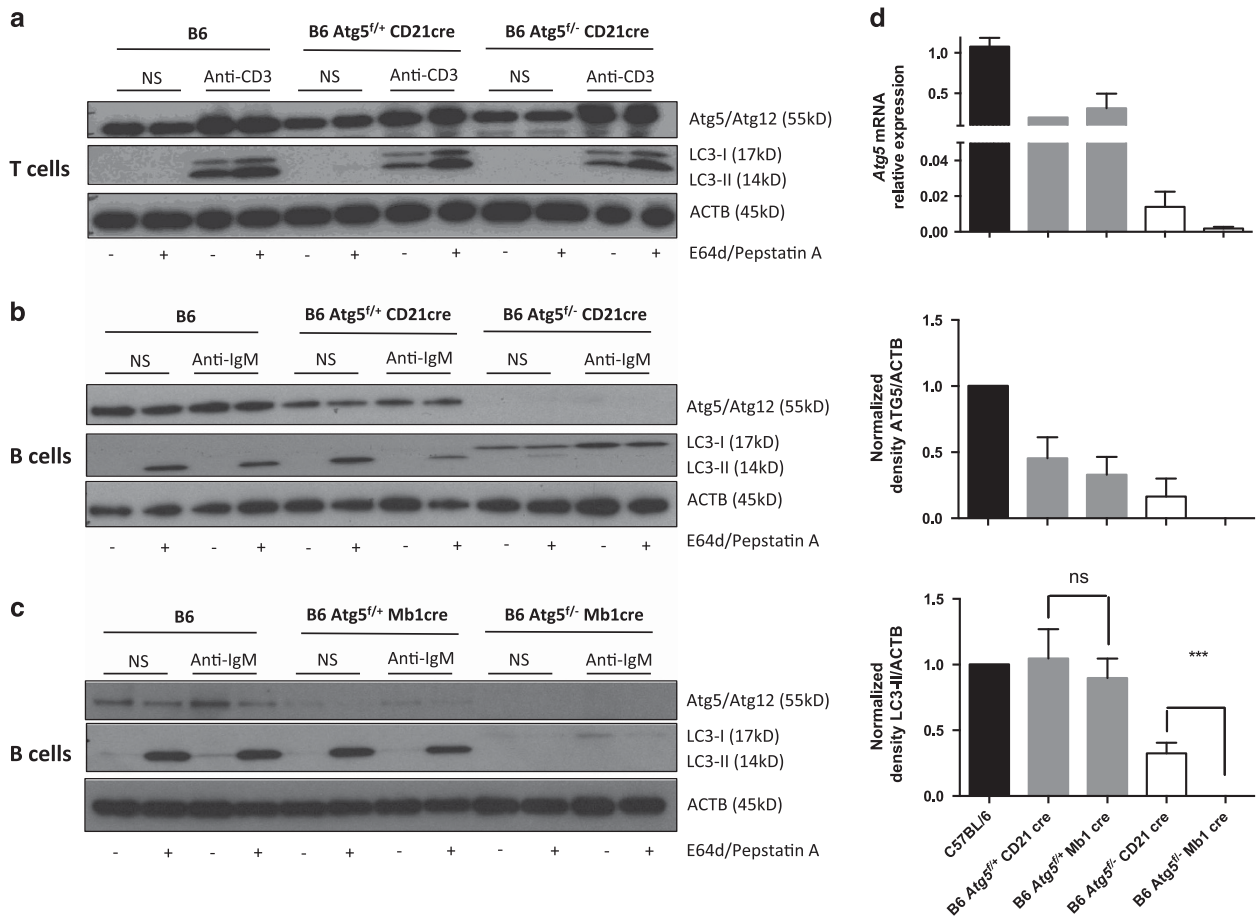 a
B6
B6 Atg5f/+ CD21cre
B6 Atg5f/- CD21cre
NS
Anti-CD3
NS
Anti-CD3
NS
Anti-CD3
T cells
Atg5/Atg12 (55kD)
LC3-I (17kD)
LC3-II (14kD)
ACTB (45kD)
- + - + - + - + - + - +
E64d/Pepstatin A
b
B6
B6 Atg5f/+ CD21cre
B6 Atg5f/- CD21cre
NS
Anti-IgM
NS
Anti-IgM
NS
Anti-IgM
B cells
Atg5/Atg12 (55kD)
LC3-I (17kD)
LC3-II (14kD)
ACTB (45kD)
- + - + - + - + - + - +
E64d/Pepstatin A
c
B6
B6 Atg5f/+ Mb1cre
B6 Atg5f/- Mb1cre
NS
Anti-IgM
NS
Anti-IgM
NS
Anti-IgM
B cells
Atg5/Atg12 (55kD)
LC3-I (17kD)
LC3-II (14kD)
ACTB (45kD)
- + - + - + - + - + - +
E64d/Pepstatin A
d
Atg5 mRNA
relative expression
1.0
0.5
0.04
0.02
0.00
Normalized
density ATG5/ACTB
1.5
1.0
0.5
0.0
Normalized
density LC3-II/ACTB
1.5
1.0
0.5
0.0
ns
***
C57BL/6
B6 Atg5f/+ CD21 cre
B6 Atg5f/+ Mb1 cre
B6 Atg5f/- CD21 cre
B6 Atg5f/- Mb1 cre